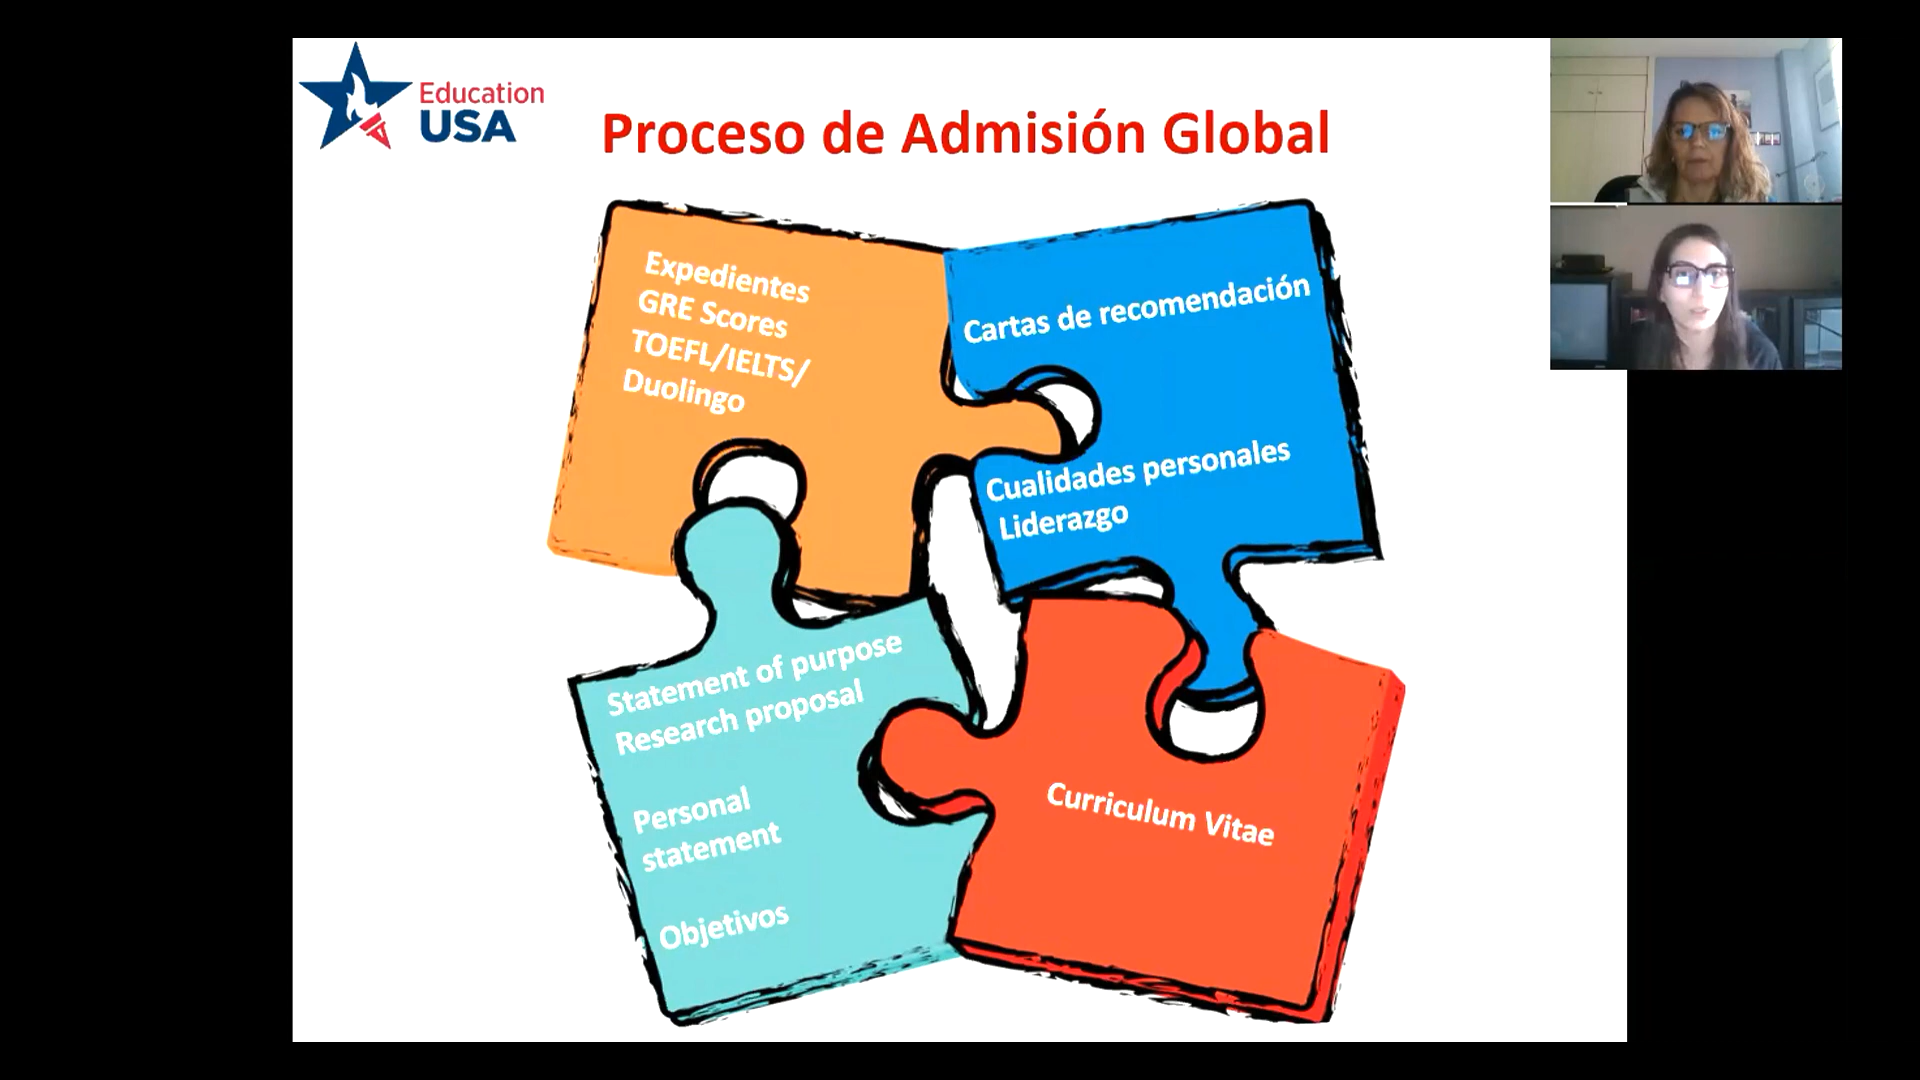 Education
USA
Proceso de Admisión Global
Expedientes
GRE Scores
TOEFL/IELTS/
Duolingo
Cartas de recomendación
Cualidades personales
Liderazgo
Statement of purpose
Research proposal
Personal
statement
Objetivos
Curriculum Vitae